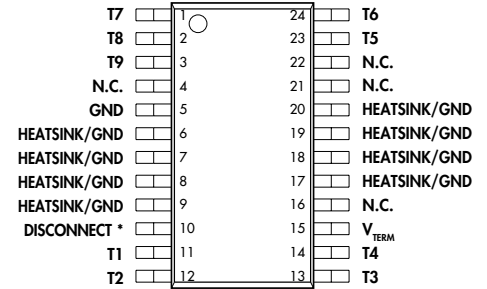 T7 1 24 T6
T8 2 23 T5
T9 3 22 N.C.
N.C. 4 21 N.C.
GND 5 20 HEATSINK/GND
HEATSINK/GND 6 19 HEATSINK/GND
HEATSINK/GND 7 18 HEATSINK/GND
HEATSINK/GND 8 17 HEATSINK/GND
HEATSINK/GND 9 16 N.C.
DISCONNECT * 10 15 VTERM
T1 11 14 T4
T2 12 13 T3